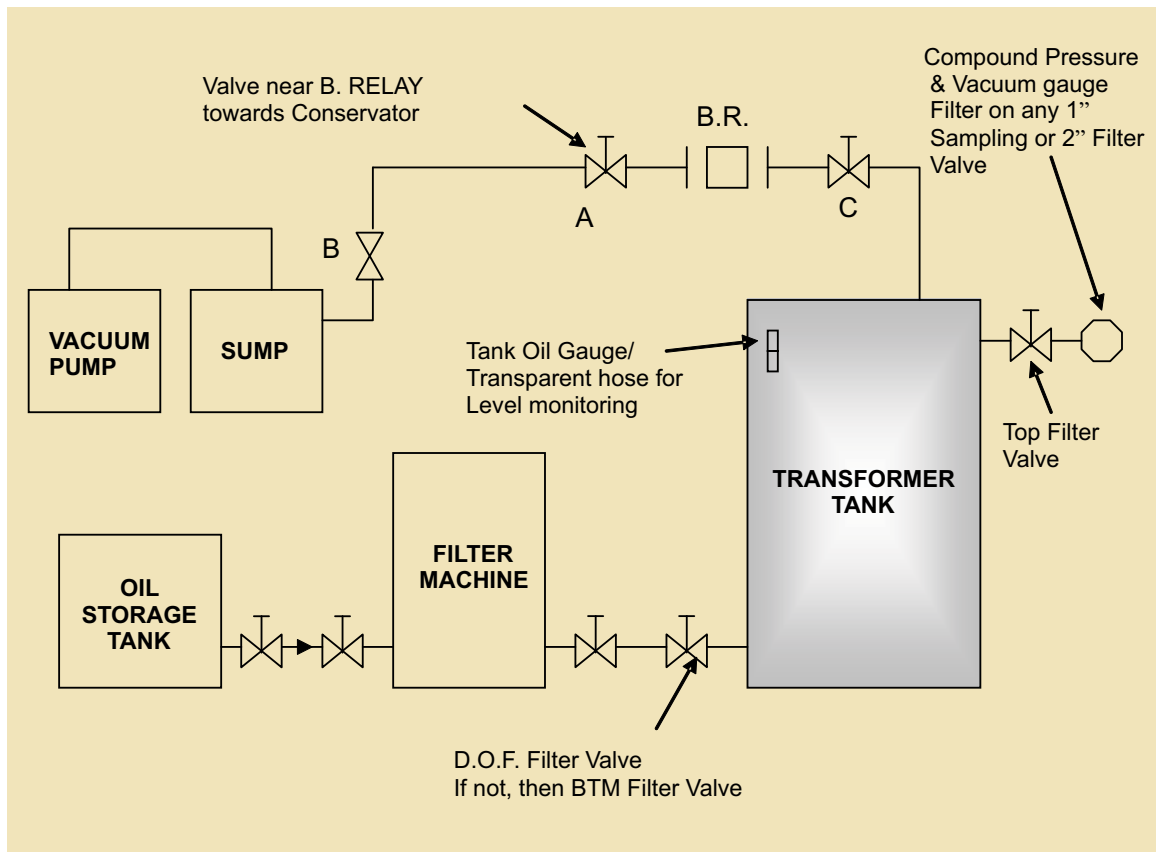 Valve near B. RELAY
towards Conservator
B.R.
Compound Pressure
& Vacuum gauge
Filter on any 1”
Sampling or 2” Filter
Valve
A
C
B
VACUUM
PUMP
SUMP
Tank Oil Gauge/
Transparent hose for
Level monitoring
Top Filter
Valve
TRANSFORMER
TANK
FILTER
MACHINE
OIL
STORAGE
TANK
D.O.F. Filter Valve
If not, then BTM Filter Valve